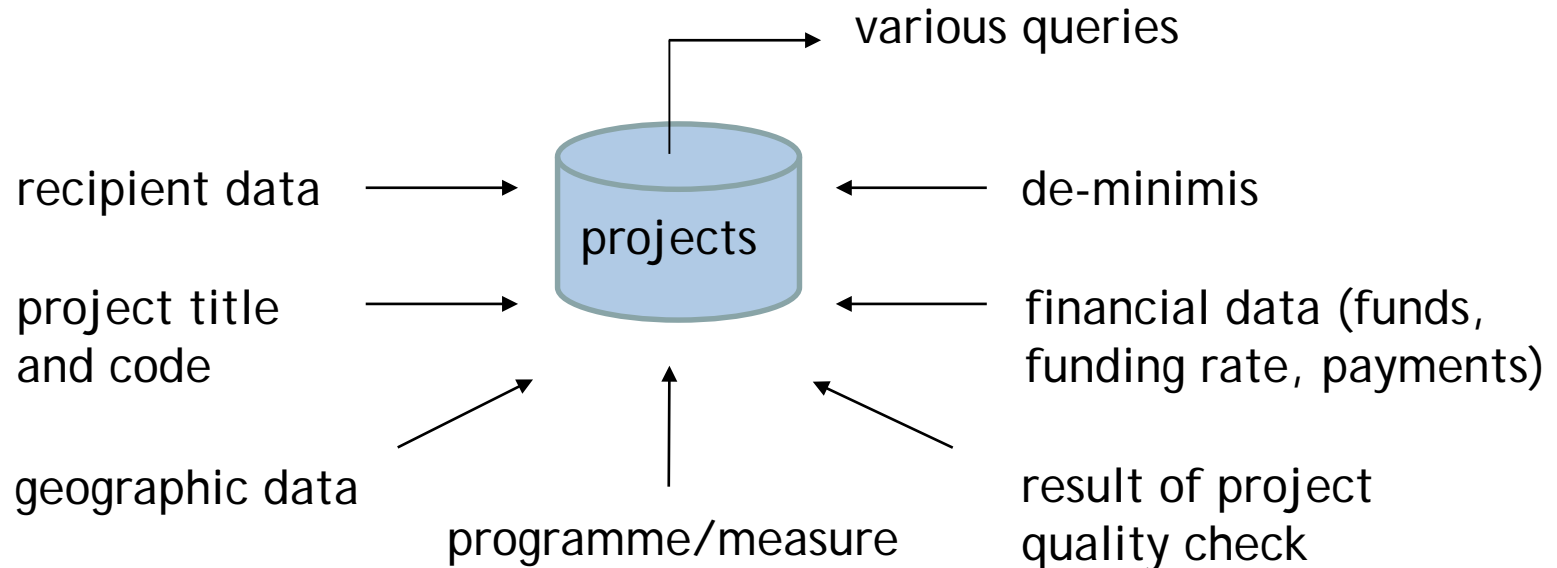 various queries
recipient data
de-minimis
projects
project title
and code
financial data (funds,
funding rate, payments)
geographic data
programme/measure
result of project
quality check